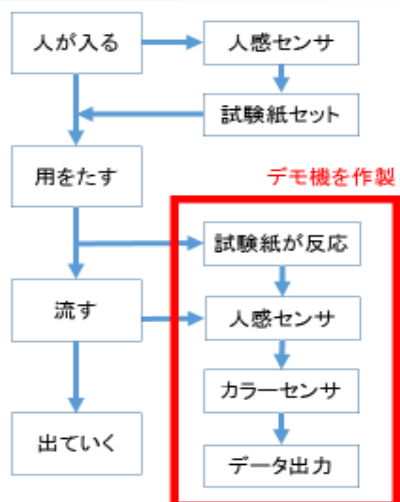 人が入る
人感センサ
試験紙セット
用をたす
デモ機を作製
試験紙が反応
流す
人感センサ
カラーセンサ
出ていく
データ出力